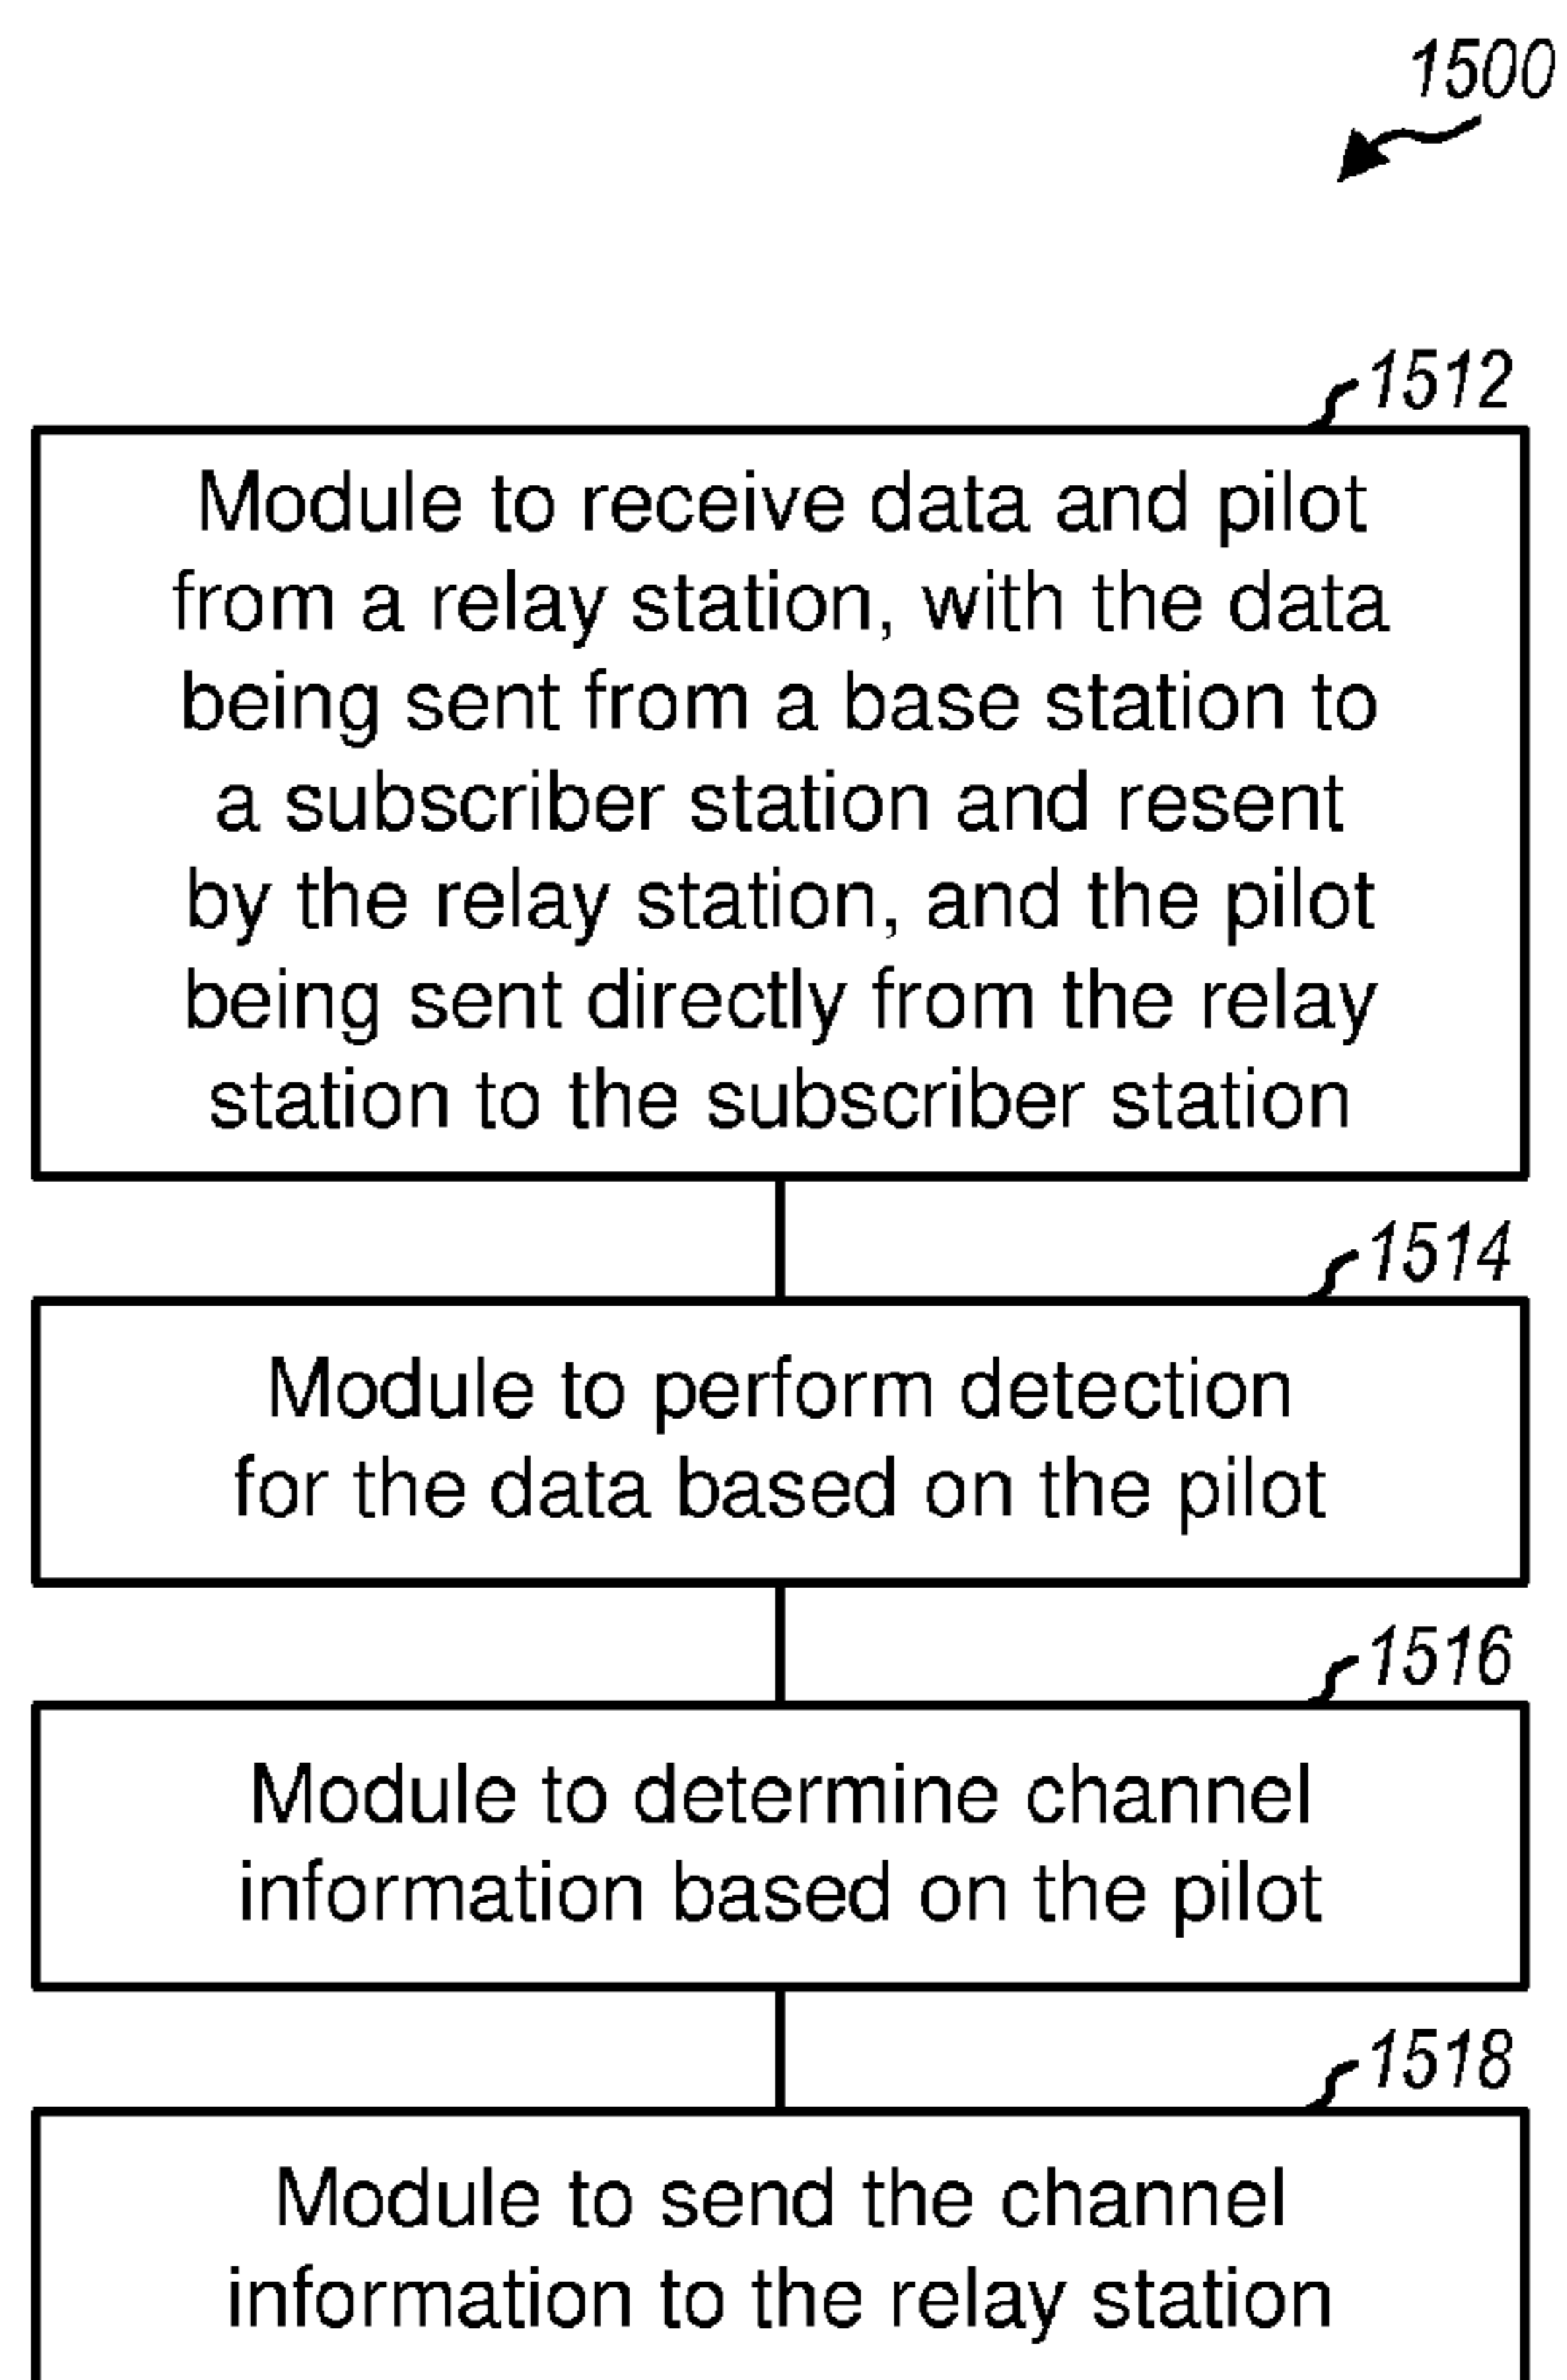 1500
1512
Module to receive data and pilot
from a relay station, with the data
being sent from a base station to
a subscriber station and resent
by the relay station, and the pilot
being sent directly from the relay
station to the subscriber station
1514
Module to perform detection
for the data based on the pilot
1516
Module to determine channel
information based on the pilot
1518
Module to send the channel
information to the relay station